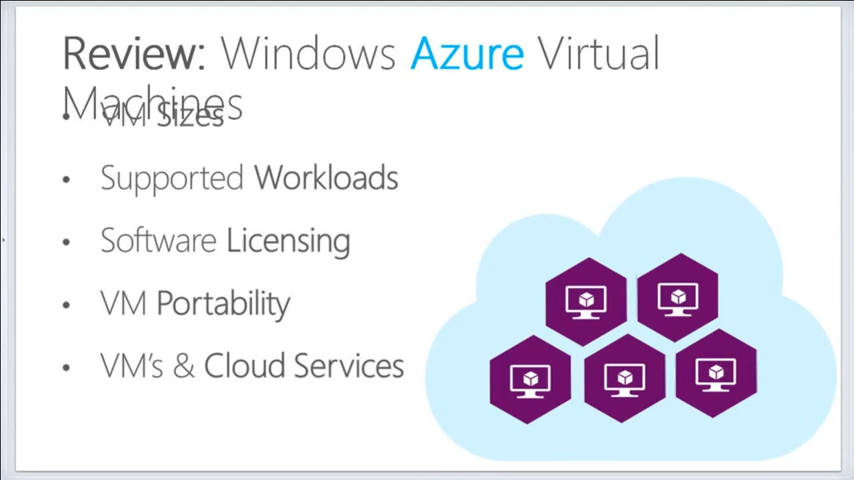 Review: Windows Azure Virtual
Machines
• VM Sizes
• Supported Workloads
• Software Licensing
• VM Portability
• VM's & Cloud Services